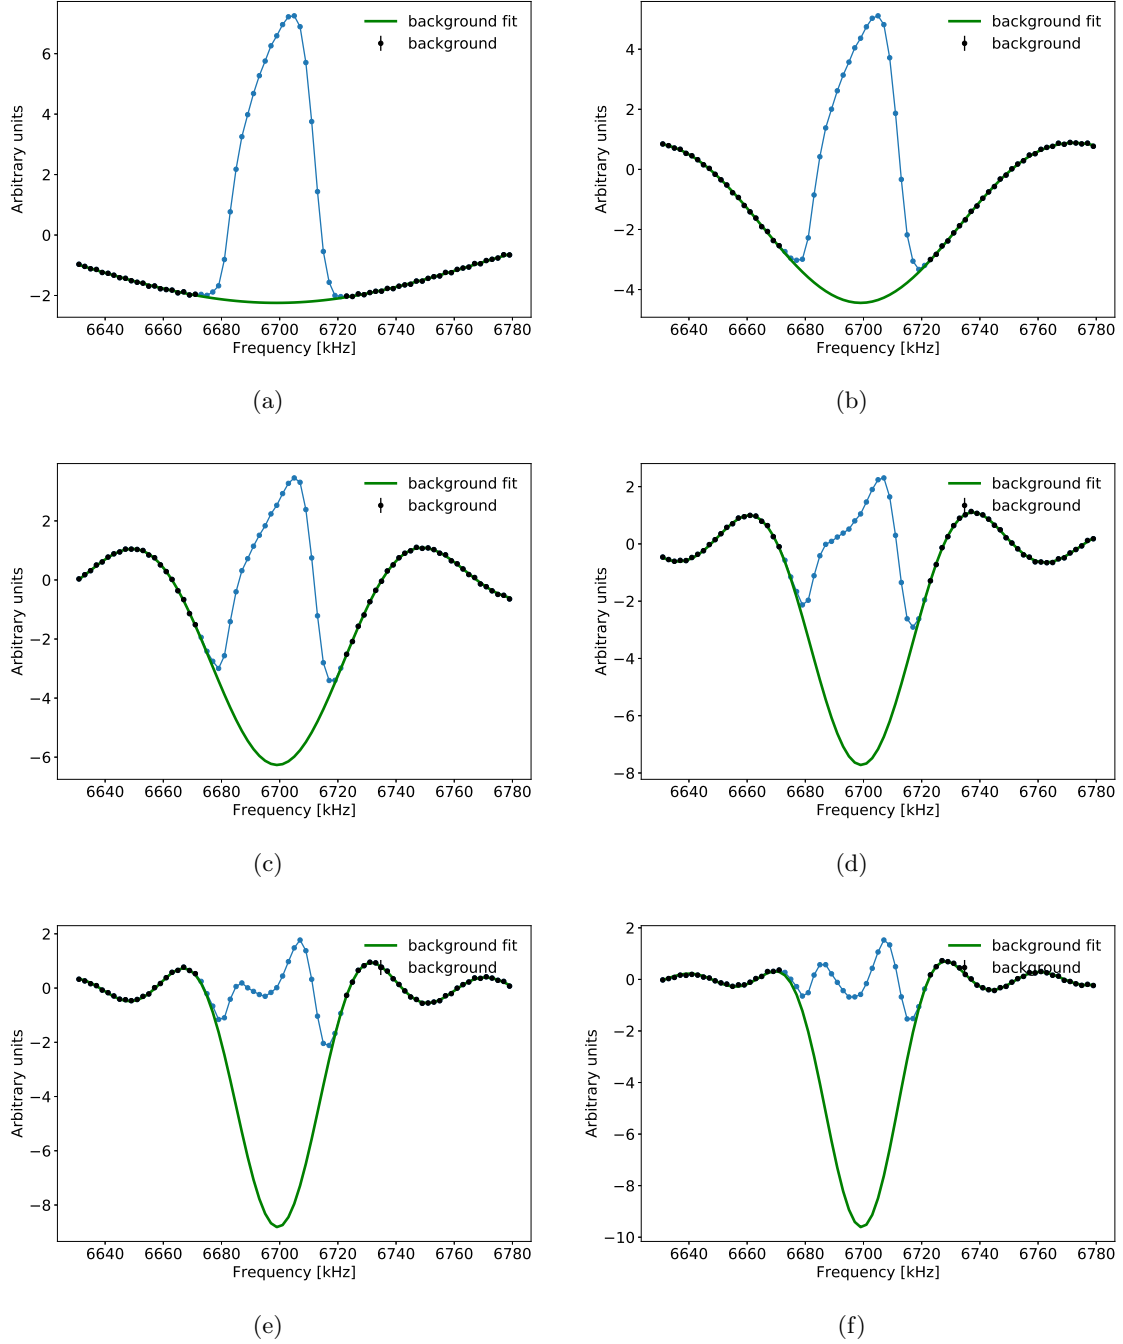 background fit
background
6
4
2
0
−2
Arbitrary units
6640 6660 6680 6700 6720 6740 6760 6780
Frequency [kHz]
(a)
background fit
background
4
2
0
−2
−4
Arbitrary units
6640 6660 6680 6700 6720 6740 6760 6780
Frequency [kHz]
(b)
background fit
background
2
0
−2
−4
−6
Arbitrary units
6640 6660 6680 6700 6720 6740 6760 6780
Frequency [kHz]
(c)
background fit
background
2
0
−2
−4
−6
−8
Arbitrary units
6640 6660 6680 6700 6720 6740 6760 6780
Frequency [kHz]
(d)
background fit
background
2
0
−2
−4
−6
−8
Arbitrary units
6640 6660 6680 6700 6720 6740 6760 6780
Frequency [kHz]
(e)
background fit
background
2
0
−2
−4
−6
−8
−10
Arbitrary units
6640 6660 6680 6700 6720 6740 6760 6780
Frequency [kHz]
(f)